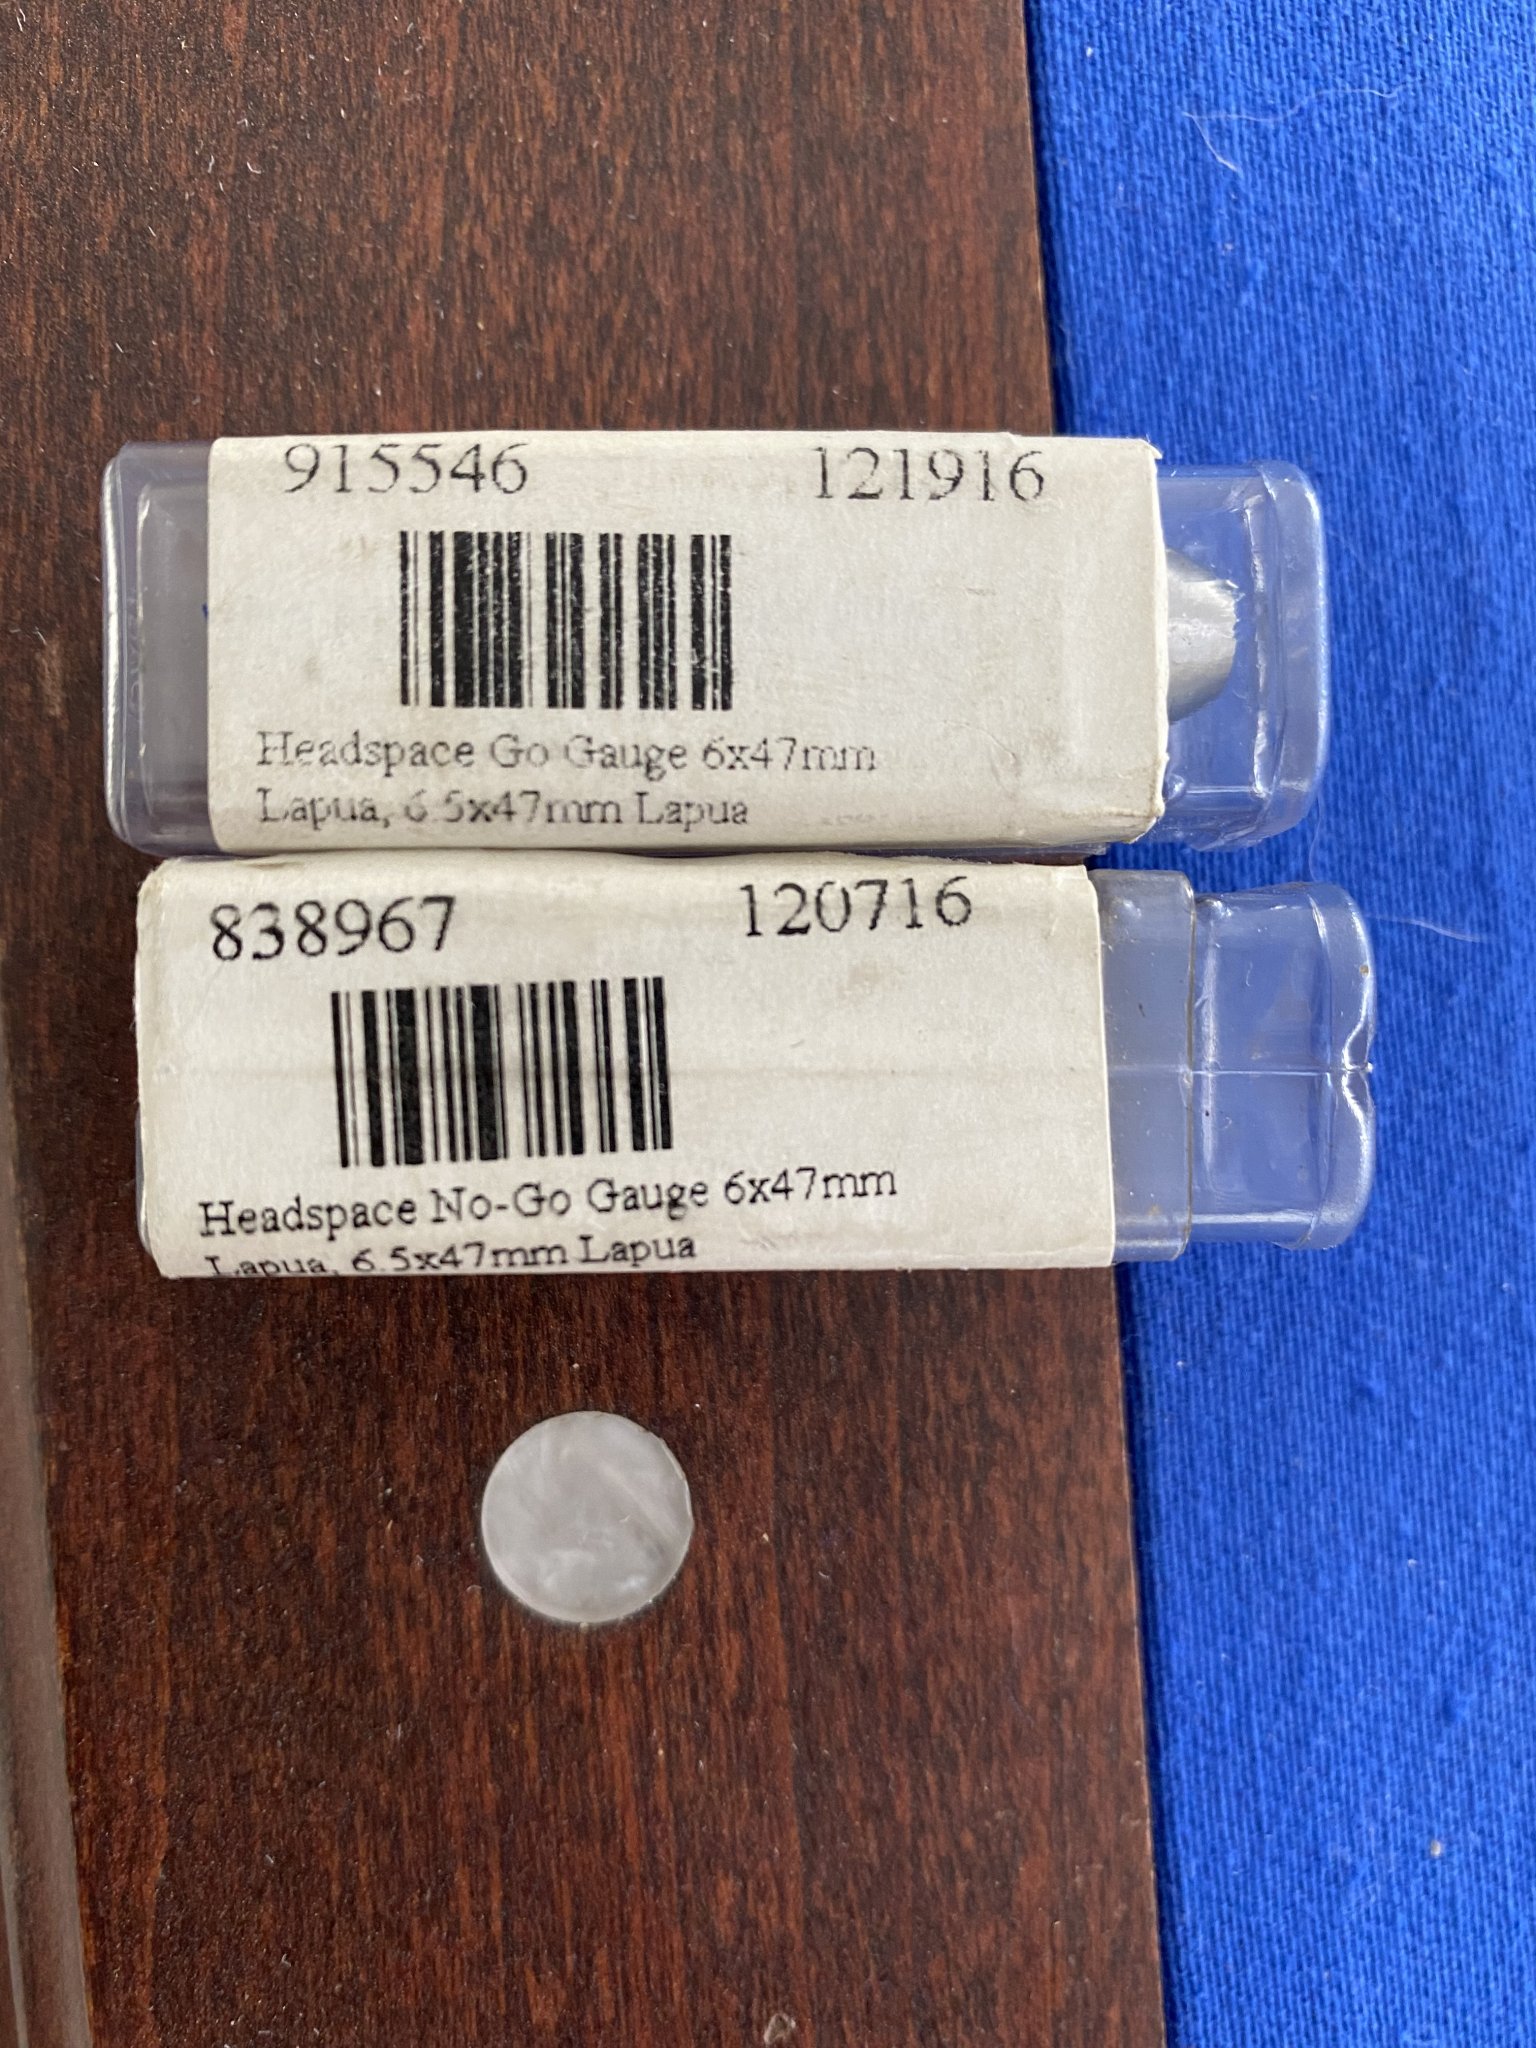 915546 121916
Headspace Go Gauge 6x47mm
Lapua, 6.5x47mm Lapua
838967 120716
Headspace No-Go Gauge 6x47mm
Lapua, 6.5x47mm Lapua